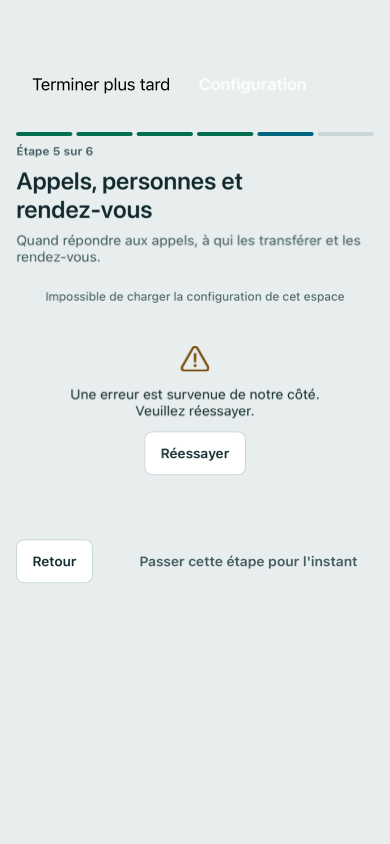 Terminer plus tard Configuration
Étape 5 sur 6
Appels, personnes et
rendez-vous
Quand répondre aux appels, à qui les transférer et les
rendez-vous.
Impossible de charger la configuration de cet espace
Une erreur est survenue de notre côté.
Veuillez réessayer.
Réessayer
Retour Passer cette étape pour l'instant